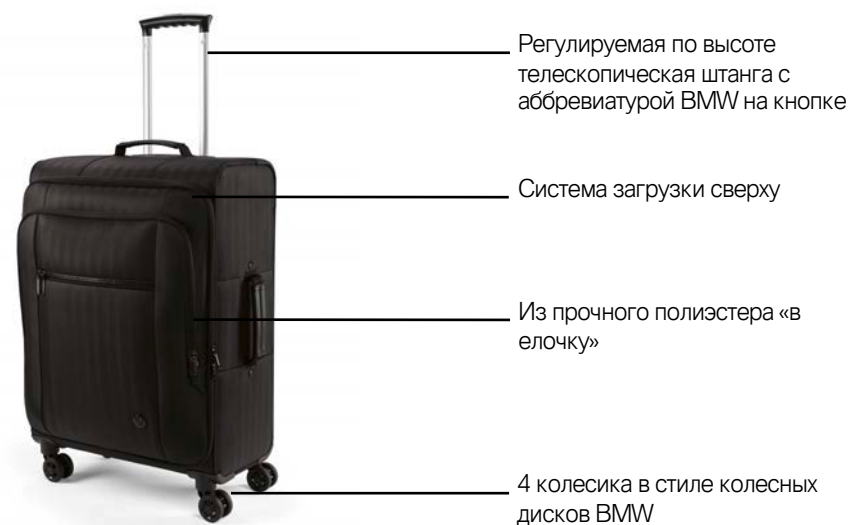 Регулируемая по высоте
телескопическая штанга с
аббревиатурой BMW на кнопке
Система загрузки сверху
Из прочного полиэстера «в
елочку»
4 колесика в стиле колесных
дисков BMW